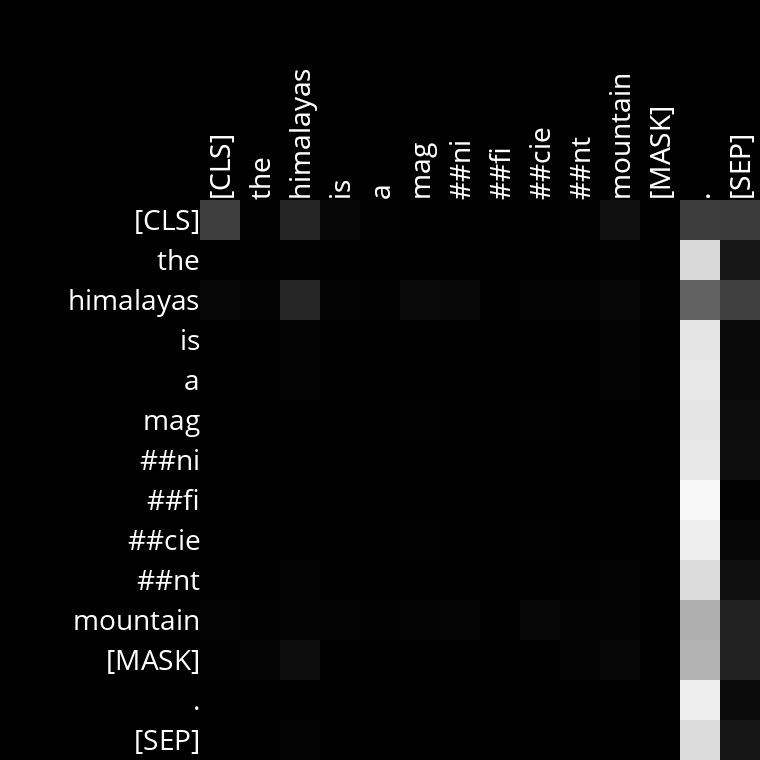 [CLS] the himalayas is a mag ##ni ##fi ##cie ##nt mountain [MASK] . [SEP]
[CLS]
the
himalayas
is
a
mag
##ni
##fi
##cie
##nt
mountain
[MASK]
.
[SEP]